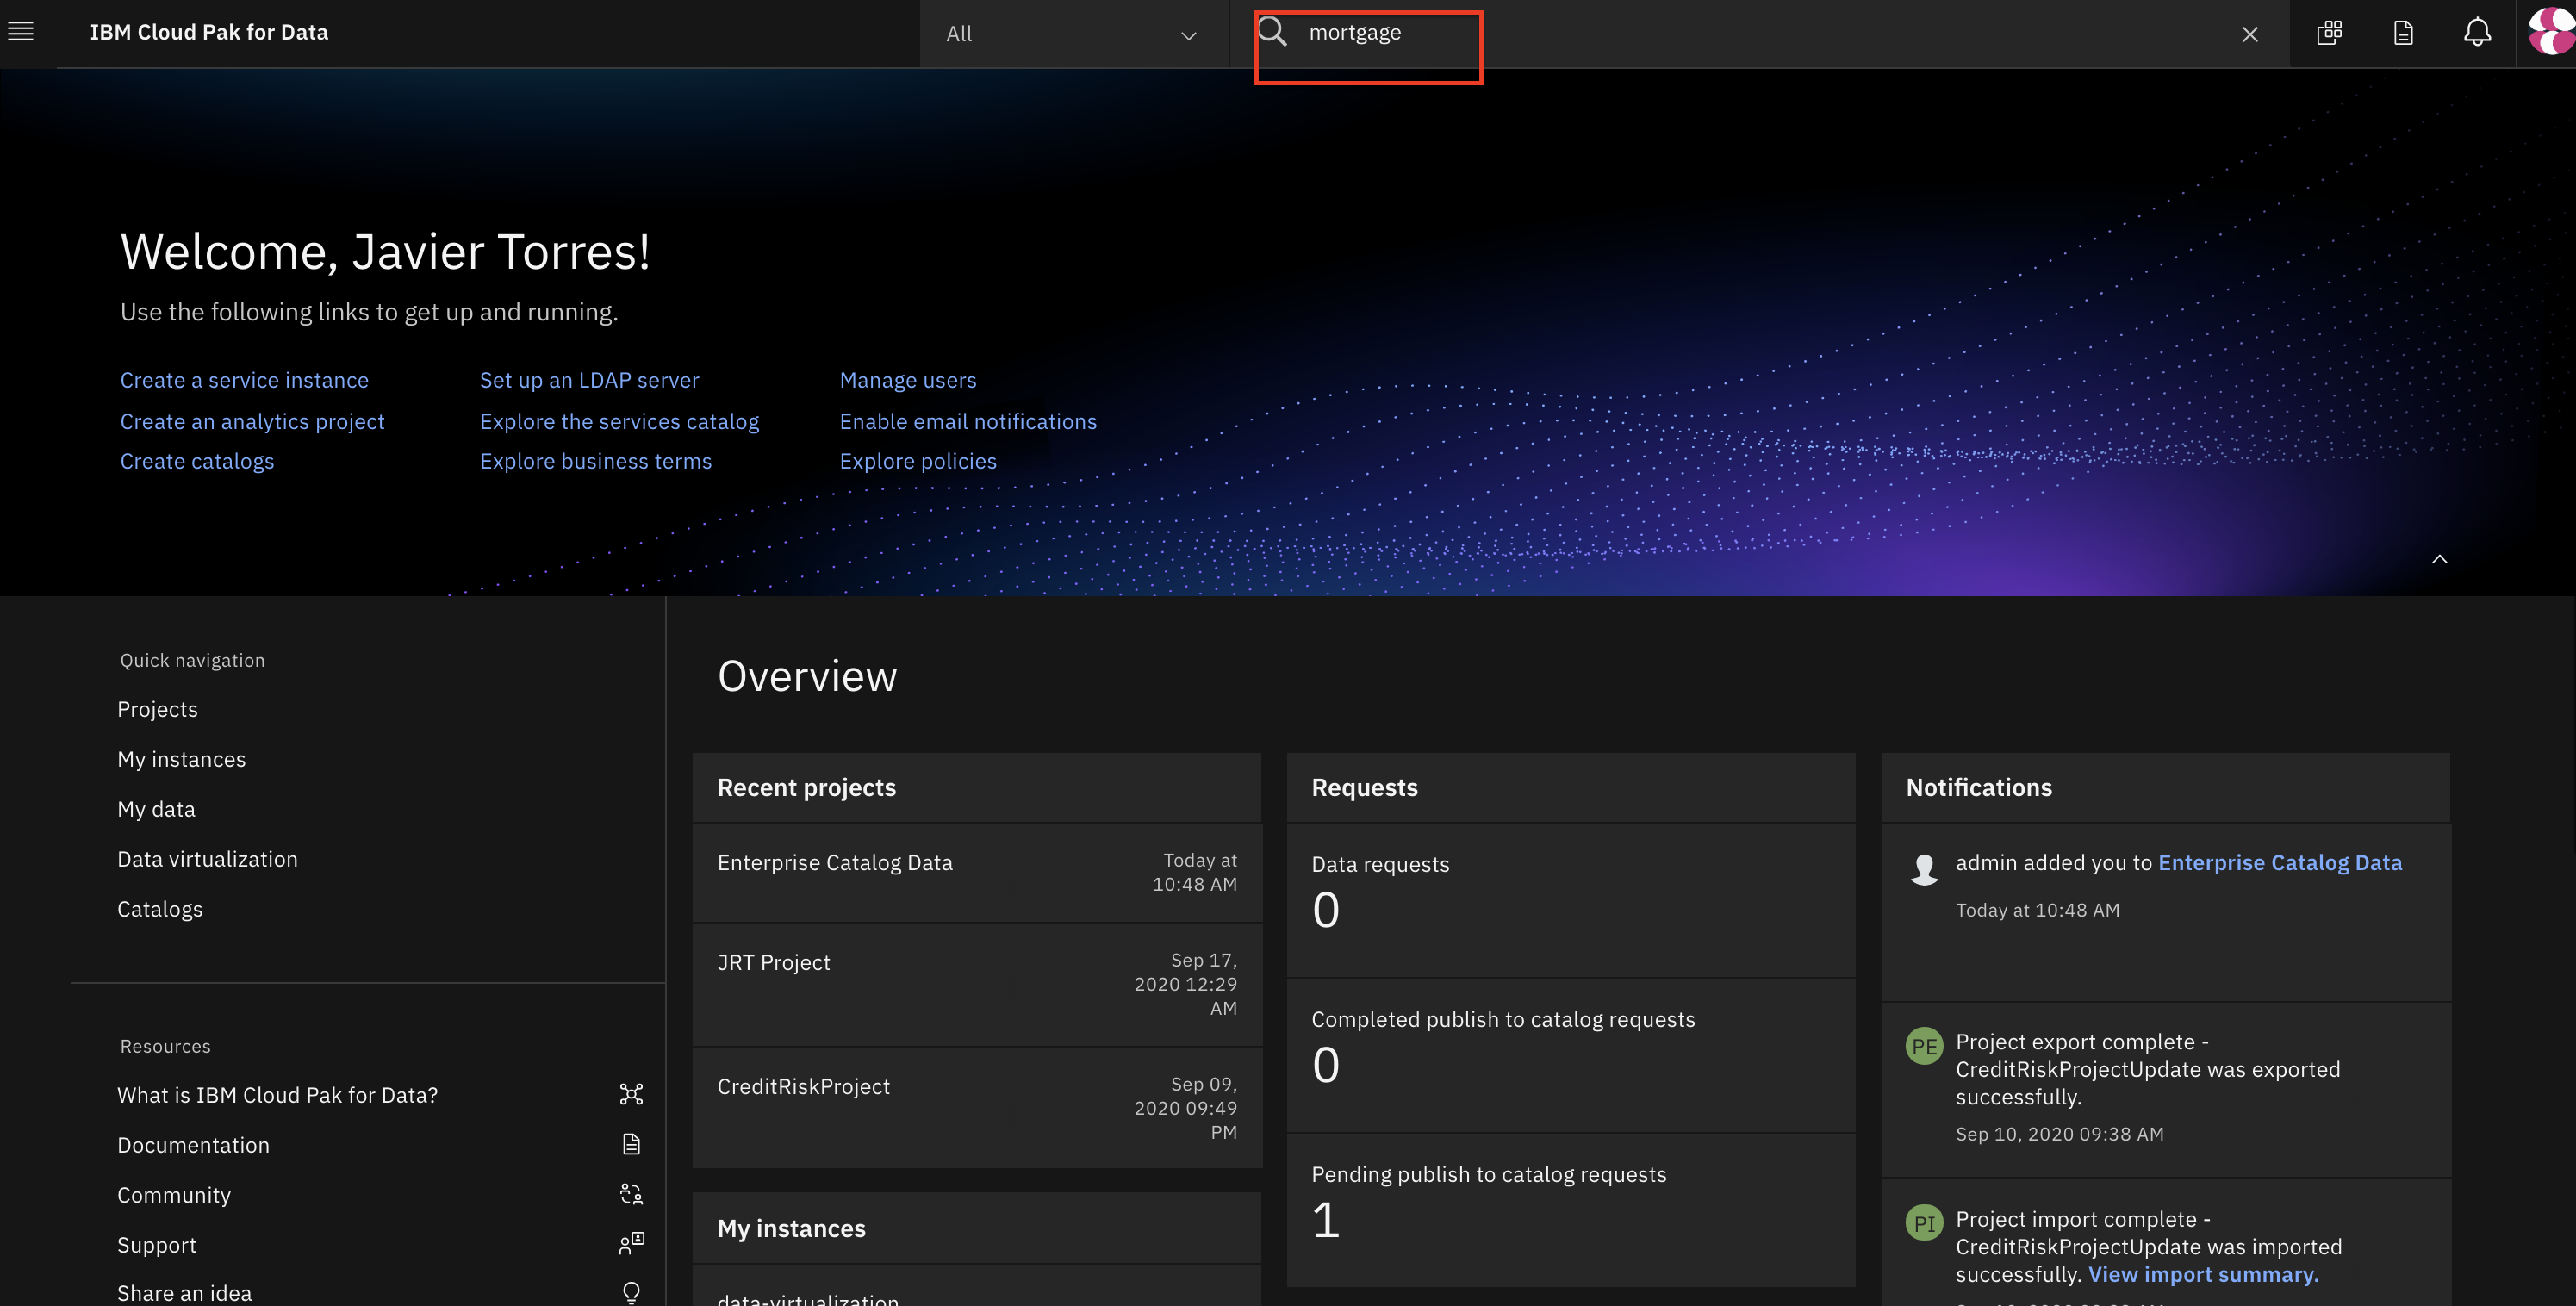 IBM Cloud Pak for Data
All
mortgage
Welcome, Javier Torres!
Use the following links to get up and running.
Create a service instance
Set up an LDAP server
Manage users
Create an analytics project
Explore the services catalog
Enable email notifications
Create catalogs
Explore business terms
Explore policies
Quick navigation
Projects
My instances
My data
Data virtualization
Catalogs
Resources
What is IBM Cloud Pak for Data?
Documentation
Community
Support
Share an idea
Overview
Recent projects
Enterprise Catalog Data
Today at
10:48 AM
JRT Project
Sep 17,
2020 12:29
AM
CreditRiskProject
Sep 09,
2020 09:49
PM
My instances
data-virtualization
Requests
Data requests
0
Completed publish to catalog requests
0
Pending publish to catalog requests
1
Notifications
admin added you to Enterprise Catalog Data
Today at 10:48 AM
PE
Project export complete -
CreditRiskProjectUpdate was exported
successfully.
Sep 10, 2020 09:38 AM
PI
Project import complete -
CreditRiskProjectUpdate was imported
successfully. View import summary.